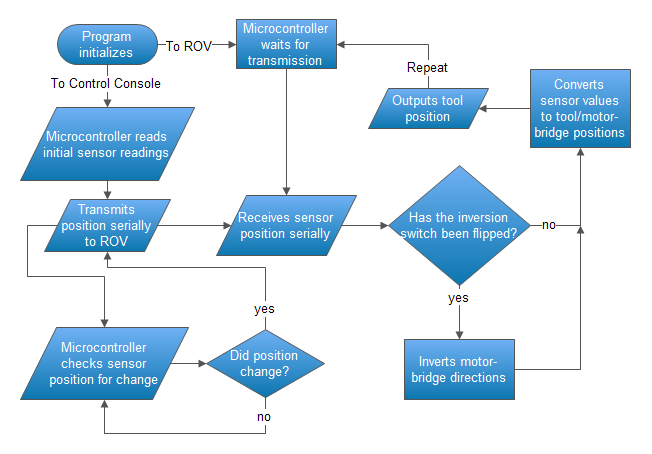 Program
initializes
To ROV
Microcontroller
waits for
transmission
Repeat
To Control Console
Outputs tool
position
Converts
sensor values
to tool/motor-
bridge positions
Microcontroller reads
initial sensor readings
Transmits
position serially
to ROV
Receives sensor
position serially
Has the inversion
switch been flipped?
no
yes
Inverts motor-
bridge directions
yes
Microcontroller
checks sensor
position for change
Did position
change?
no